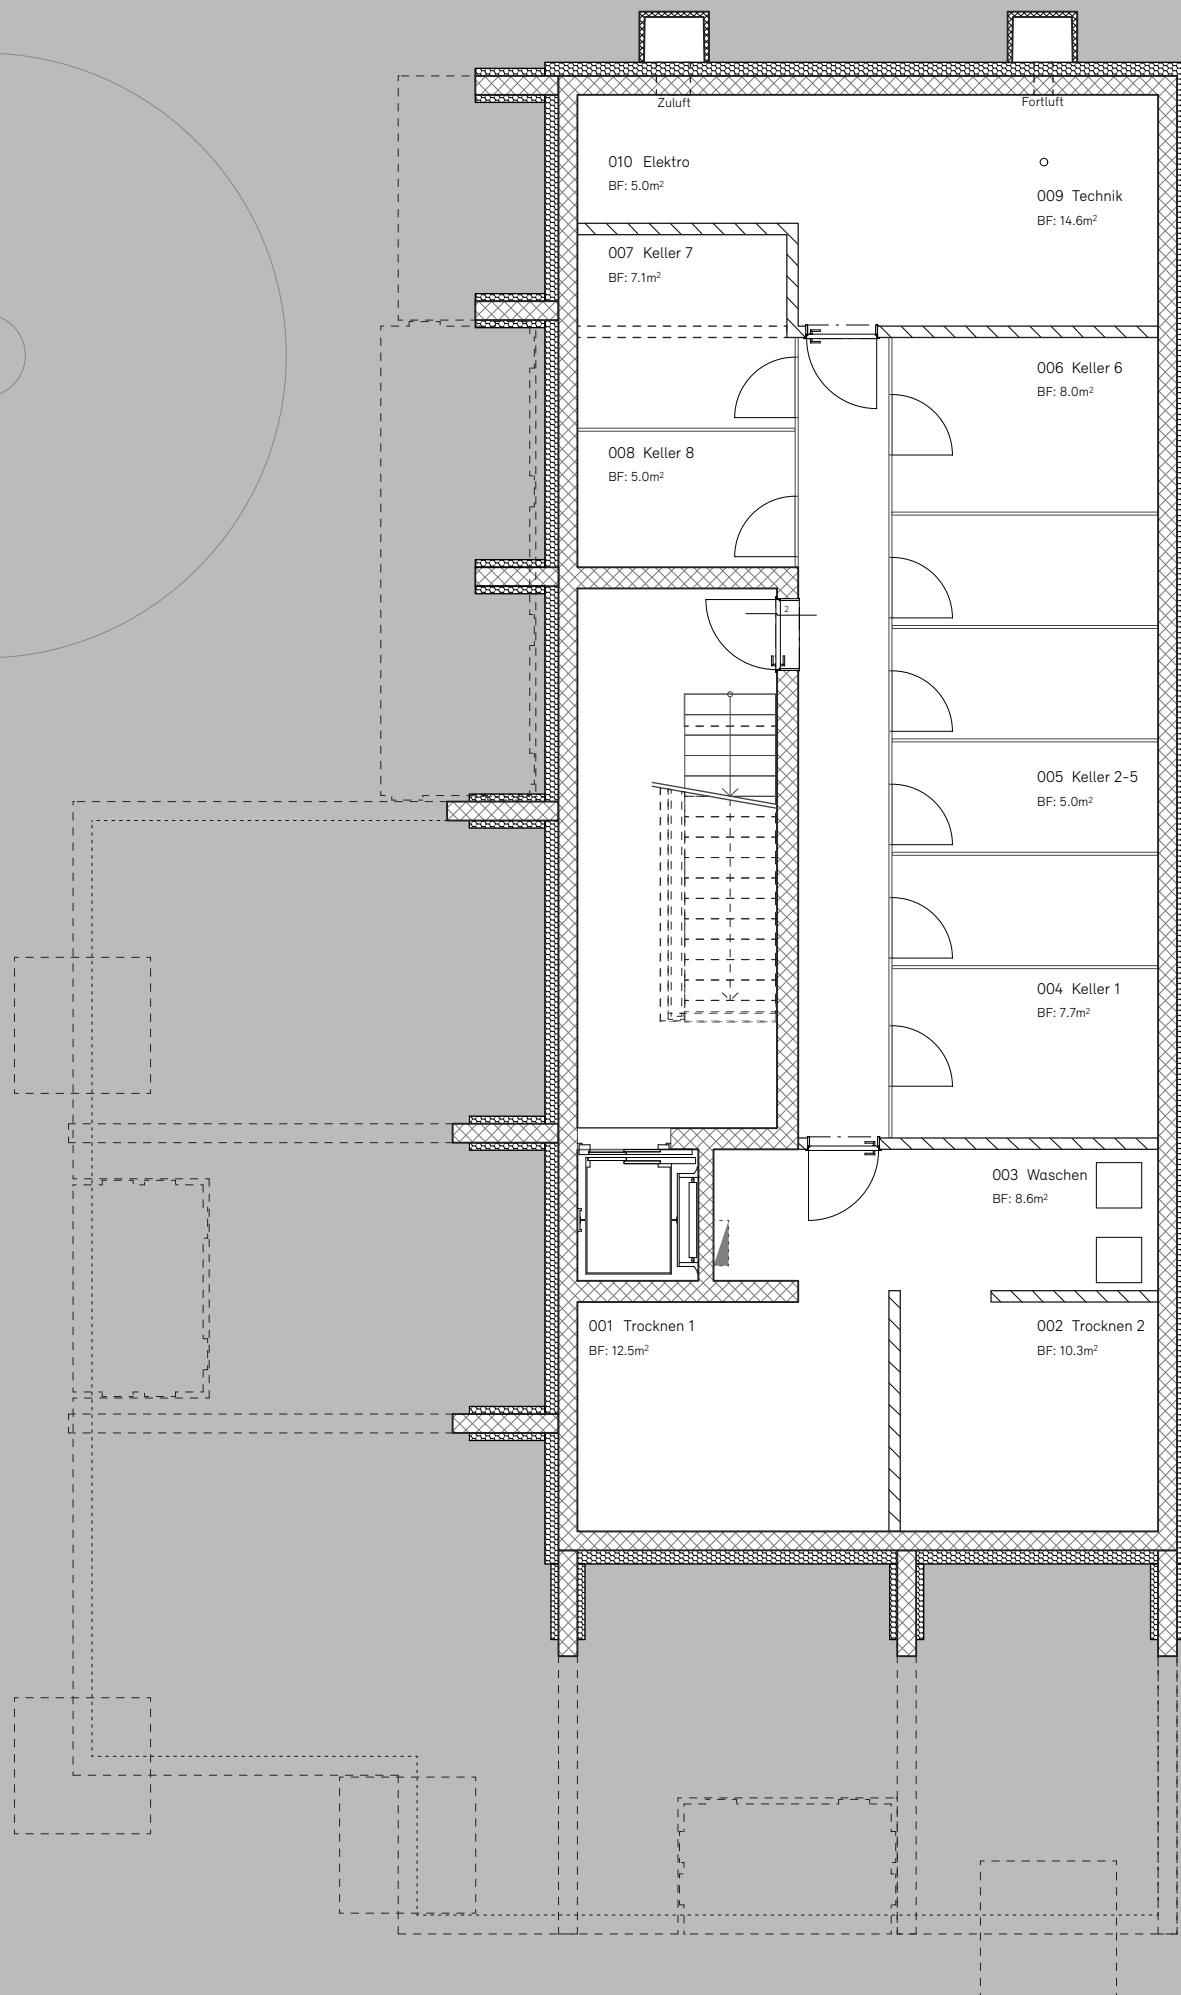 Zuluft
Fortluft
010 Elektro
BF: 5.0m²
009 Technik
BF: 14.6m²
007 Keller 7
BF: 7.1m²
006 Keller 6
BF: 8.0m²
008 Keller 8
BF: 5.0m²
2
005 Keller 2-5
BF: 5.0m²
004 Keller 1
BF: 7.7m²
003 Waschen
BF: 8.6m²
001 Trocknen 1
BF: 12.5m²
002 Trocknen 2
BF: 10.3m²